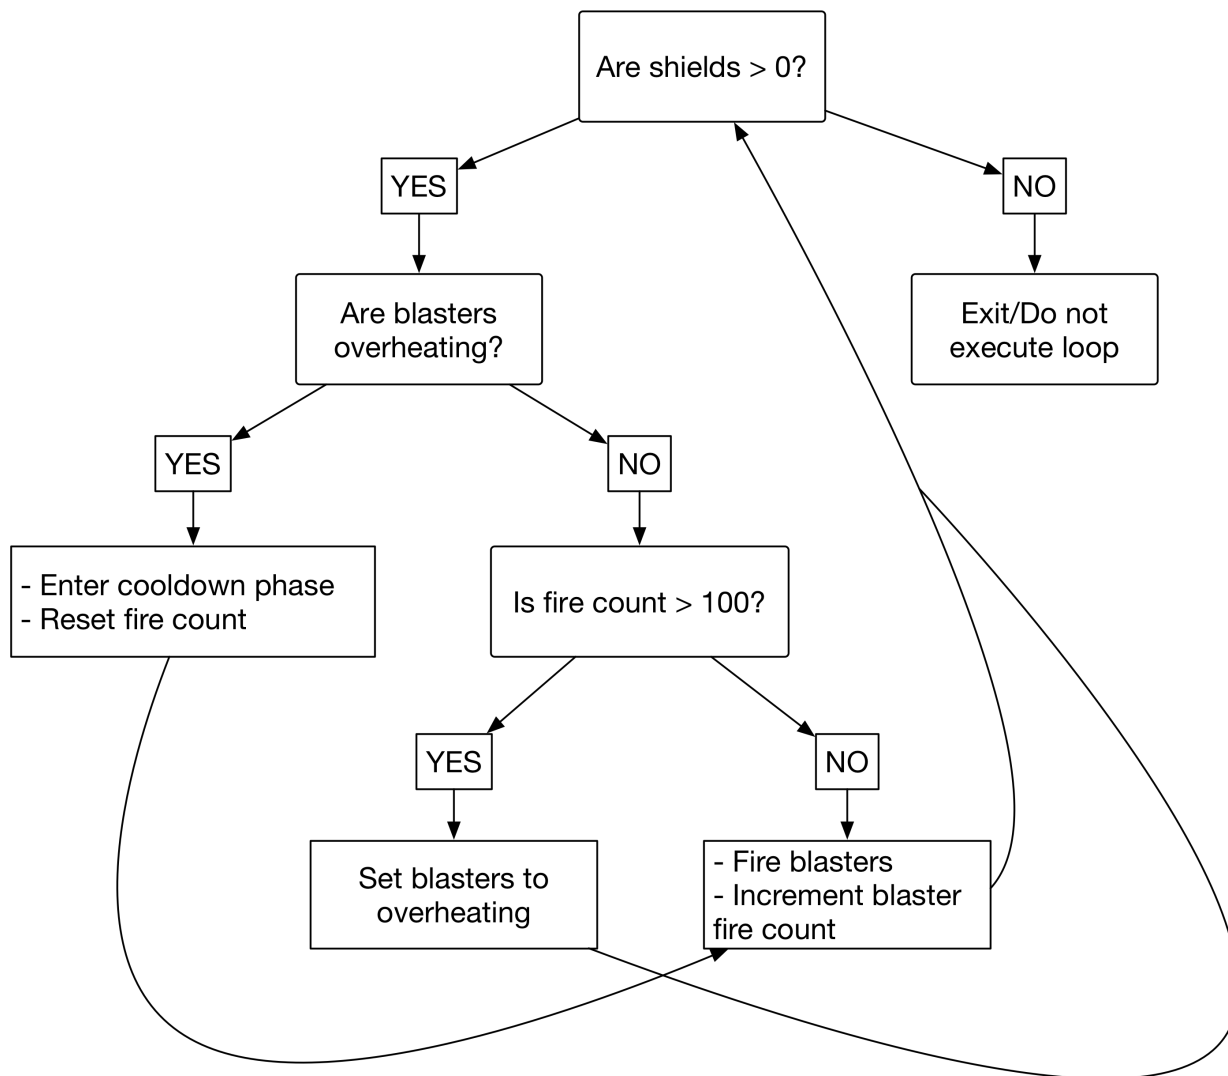 Are shields > 0?
YES
NO
Are blasters
overheating?
Exit/Do not
execute loop
YES
NO
- Enter cooldown phase
- Reset fire count
Is fire count > 100?
YES
NO
Set blasters to
overheating
- Fire blasters
- Increment blaster
fire count